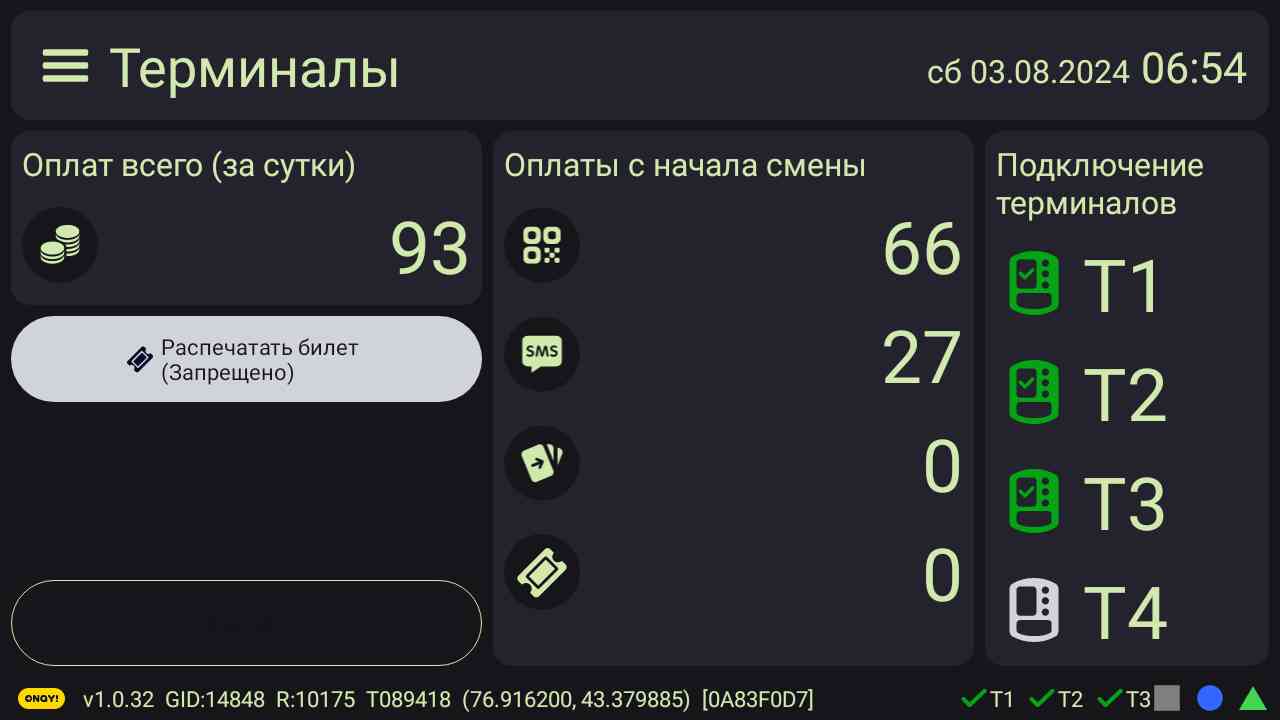 Терминалы
сб 03.08.2024 06:54
Оплат всего (за сутки)
93
Распечатать билет
(Запрещено)
Оплаты с начала смены
66
SMS
27
0
0
Подключение
терминалов
T1
T2
T3
T4
ONAY! v1.0.32 GID:14848 R:10175 T089418 (76.916200, 43.379885) [0A83F0D7] T1 T2 T3